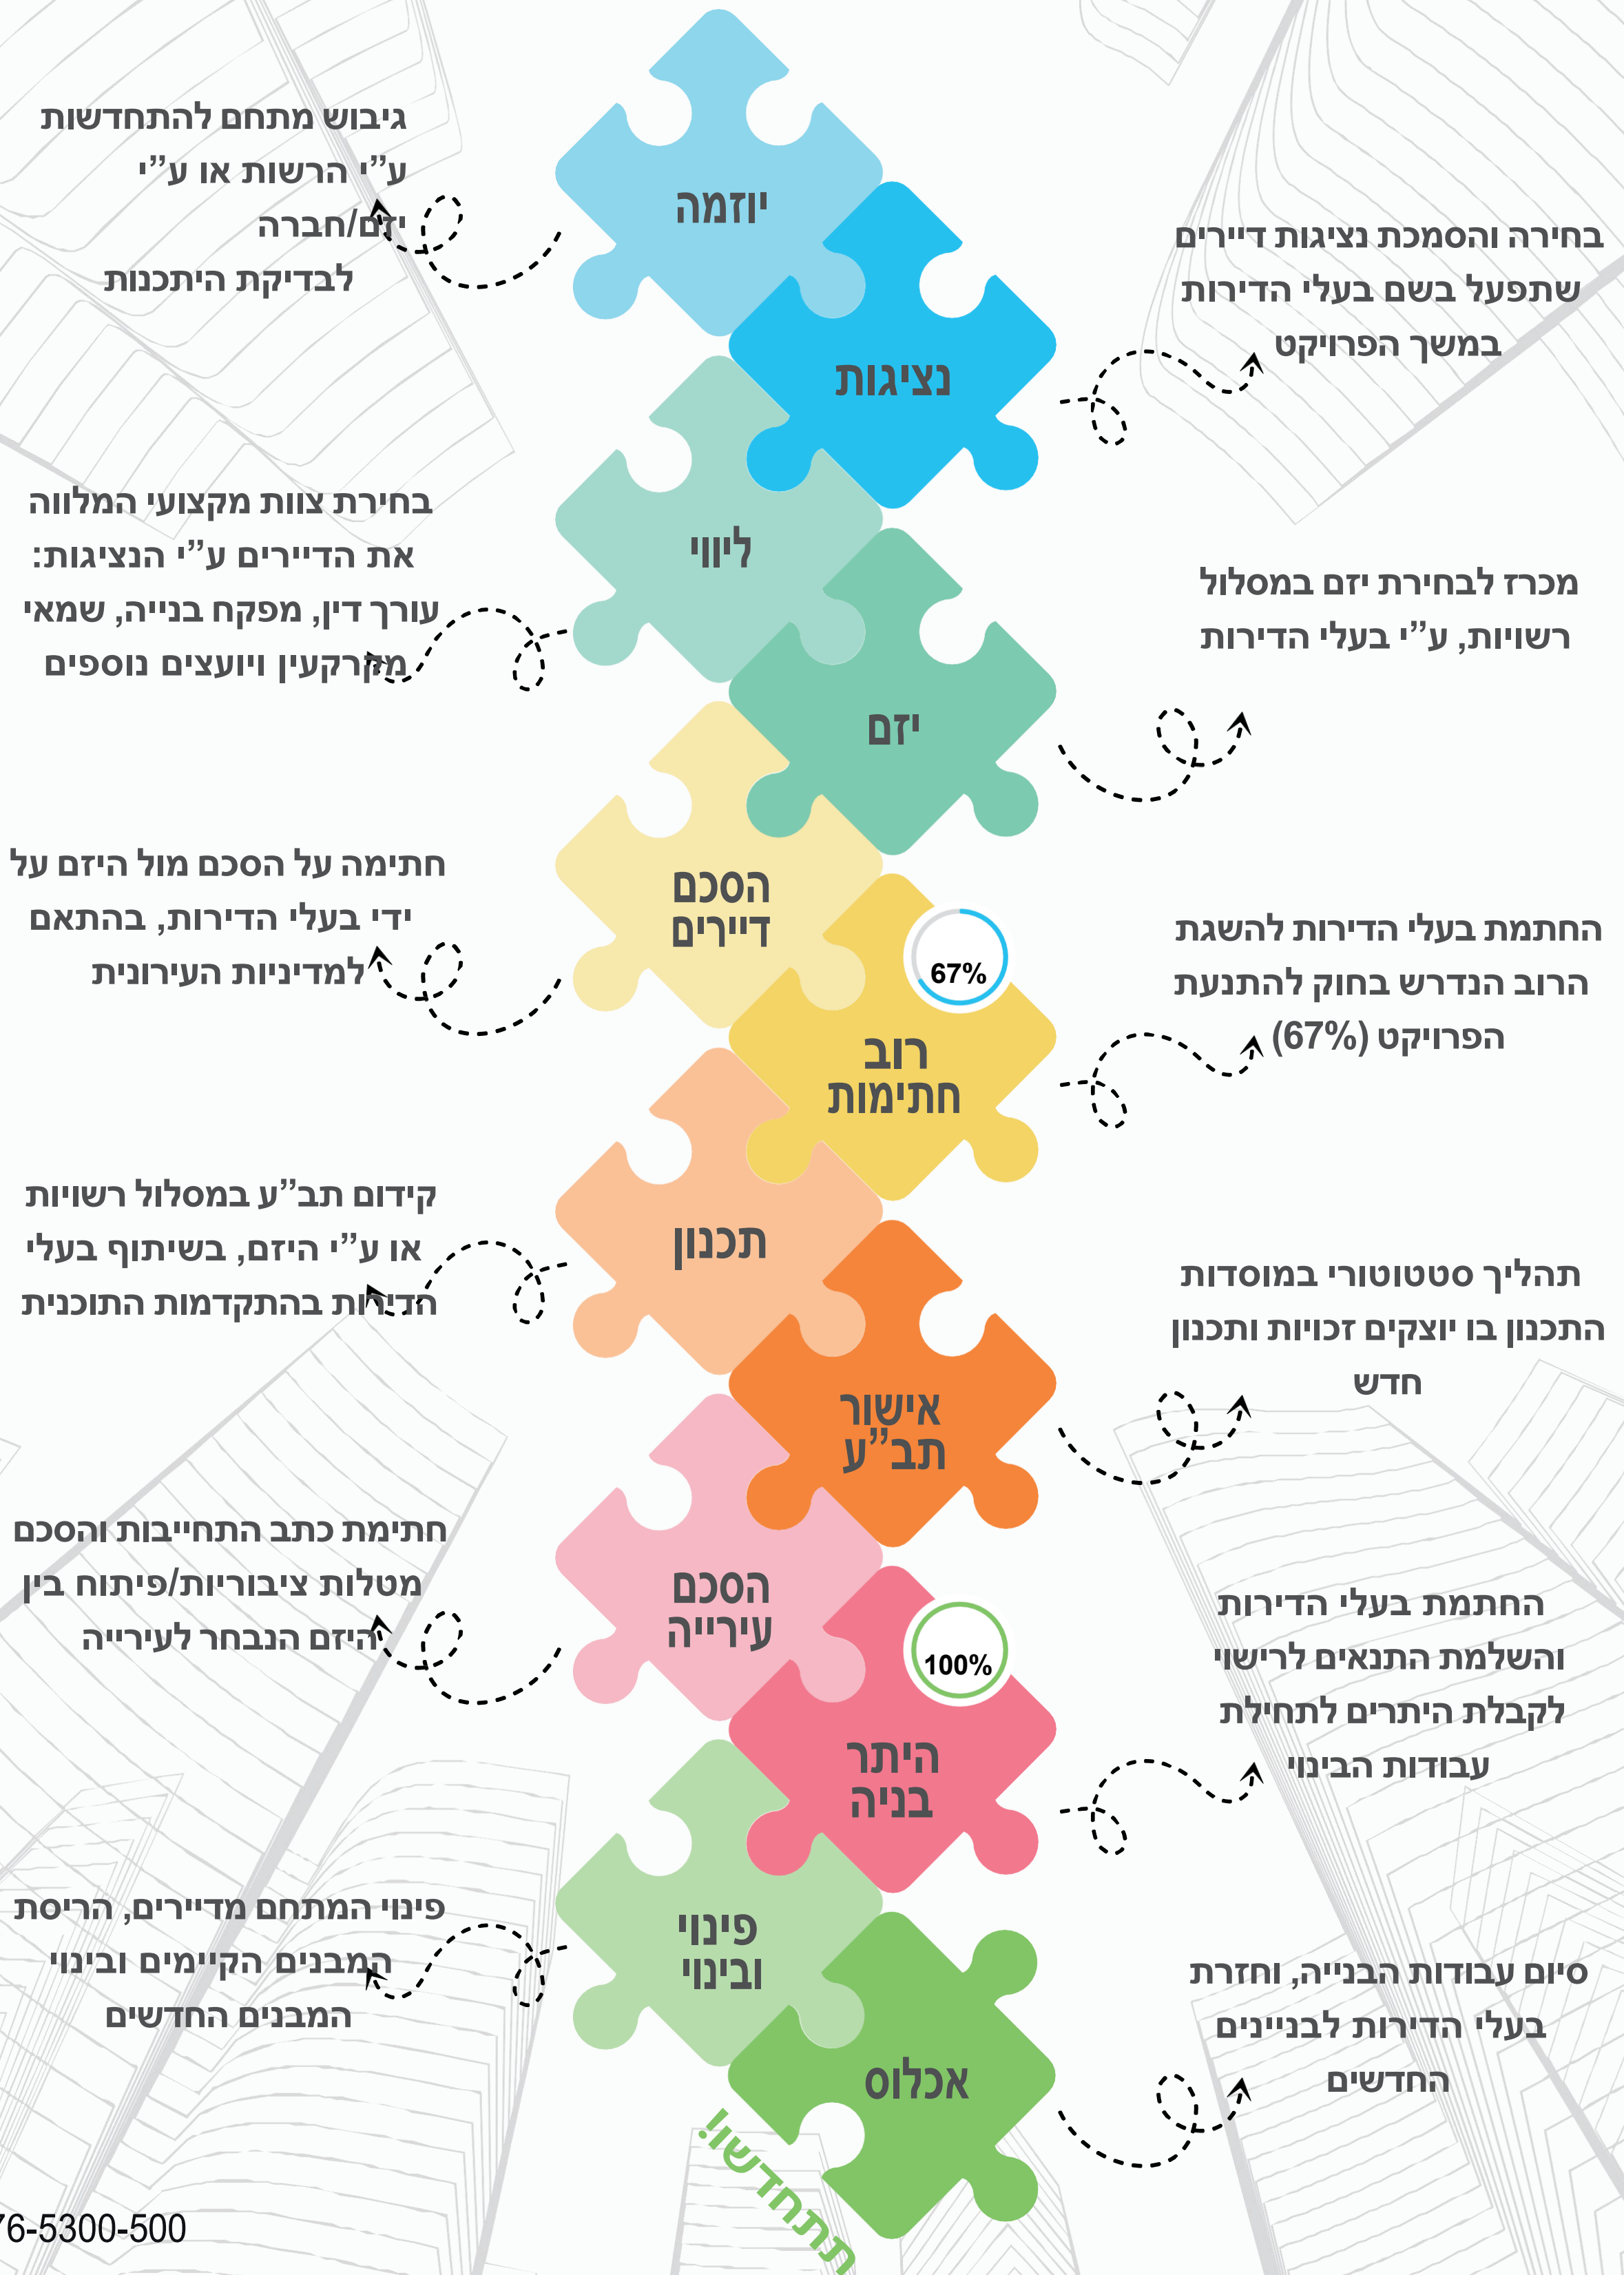 יוזמה
גיבוש מתחם להתחדשות
ע"י הרשות או ע"י
יזם/חברה
לבדיקת היתכנות
נציגות
בחירה והסמכת נציגות דיירים
שתפעל בשם בעלי הדירות
במשך הפרויקט
ליווי
בחירת צוות מקצועי המלווה
את הדיירים ע"י הנציגות:
עורך דין, מפקח בנייה, שמאי
מקרקעין ויועצים נוספים
יזם
מכרז לבחירת יזם במסלול
רשויות, ע"י בעלי הדירות
הסכם
דיירים
חתימה על הסכם מול היזם על
ידי בעלי הדירות, בהתאם
למדיניות העירונית
67%
רוב
חתימות
החתמת בעלי הדירות להשגת
הרוב הנדרש בחוק להתנעת
הפרויקט (67%)
תכנון
קידום תב"ע במסלול רשויות
או ע"י היזם, בשיתוף בעלי
הדירות בהתקדמות התוכנית
אישור
תב"ע
תהליך סטטוטורי במוסדות
התכנון בו יוצקים זכויות ותכנון
חדש
הסכם
עירייה
חתימת כתב התחייבות והסכם
מטלות ציבוריות/פיתוח בין
היזם הנבחר לעירייה
100%
היתר
בניה
החתמת בעלי הדירות
והשלמת התנאים לרישוי
לקבלת היתרים לתחילת
עבודות הבינוי
פינוי
ובינוי
פינוי המתחם מדיירים, הריסת
המבנים הקיימים ובינוי
המבנים החדשים
אכלוס
סיום עבודות הבנייה, וחזרת
בעלי הדירות לבניינים
החדשים
תתחדשו!
76-5300-500